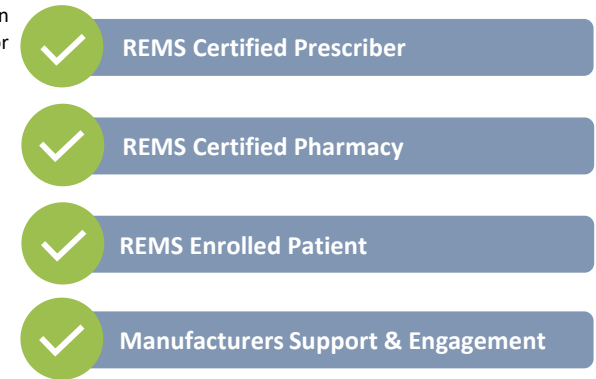 n
r
REMS Certified Prescriber
REMS Certified Pharmacy
REMS Enrolled Patient
Manufacturers Support & Engagement